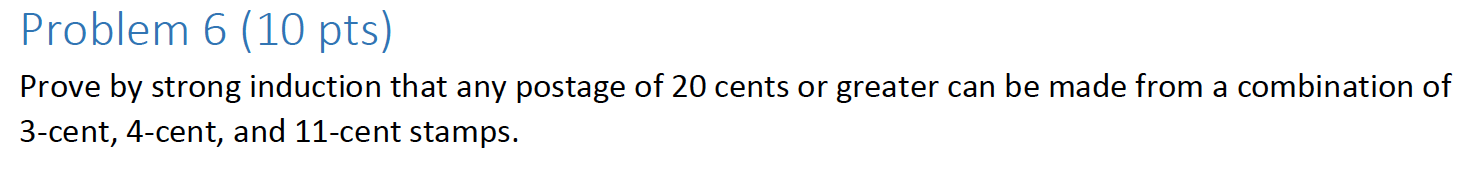 Problem 6 (10 pts)
Prove by strong induction that any postage of 20 cents or greater can be made from a combination of
3-cent, 4-cent, and 11-cent stamps.